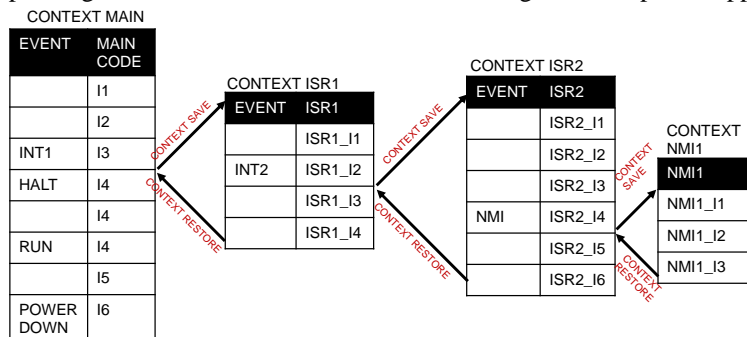 CONTEXT MAIN
EVENT MAIN CODE
I1
I2
INT1 I3
HALT I4
I4
RUN I4
I5
POWER DOWN I6
CONTEXT SAVE
CONTEXT RESTORE
CONTEXT ISR1
EVENT ISR1
ISR1_I1
INT2 ISR1_I2
ISR1_I3
ISR1_I4
CONTEXT SAVE
CONTEXT RESTORE
CONTEXT ISR2
EVENT ISR2
ISR2_I1
ISR2_I2
ISR2_I3
NMI ISR2_I4
ISR2_I5
ISR2_I6
CONTEXT SAVE
CONTEXT RESTORE
CONTEXT NMI1
NMI1
NMI1_I1
NMI1_I2
NMI1_I3